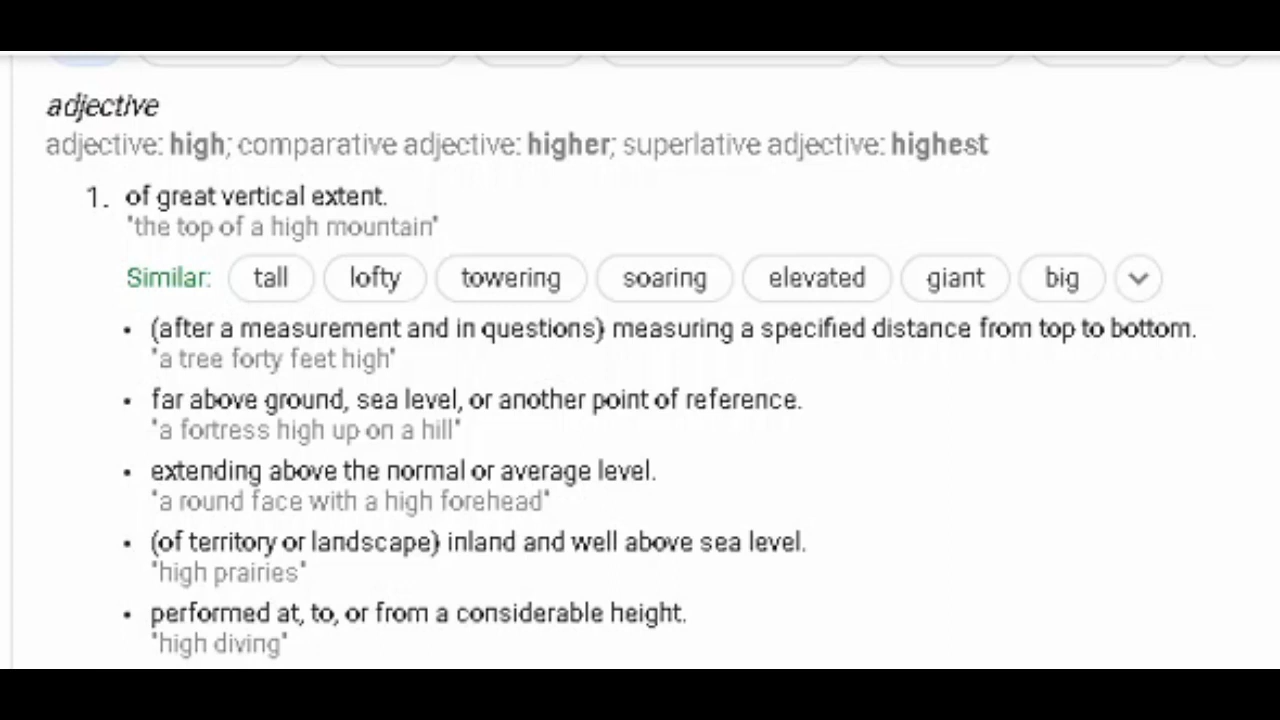 adjective
adjective: high; comparative adjective: higher; superlative adjective: highest
1. of great vertical extent.
"the top of a high mountain"
Similar: tall lofty towering soaring elevated giant big
• (after a measurement and in questions) measuring a specified distance from top to bottom.
"a tree forty feet high"
• far above ground, sea level, or another point of reference.
"a fortress high up on a hill"
• extending above the normal or average level.
"a round face with a high forehead"
• (of territory or landscape) inland and well above sea level.
"high prairies"
• performed at, to, or from a considerable height.
"high diving"